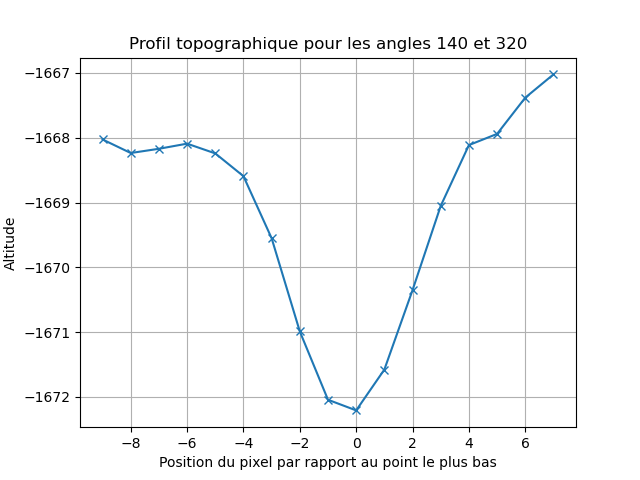 Profil topographique pour les angles 140 et 320
−1667
−1668
−1669
−1670
−1671
−1672
Altitude
−8 −6 −4 −2 0 2 4 6
Position du pixel par rapport au point le plus bas